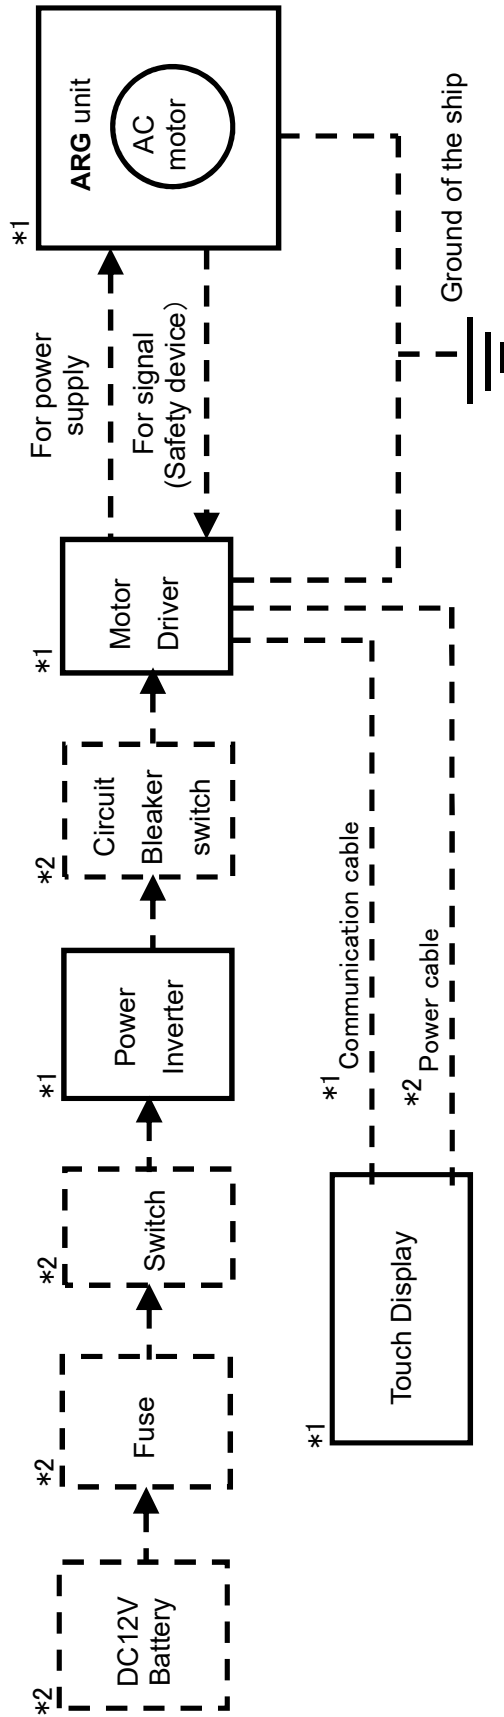 *2
DC12V
Battery
*2
Fuse
*2
Switch
*1
Power
Inverter
*2
Circuit
Bleaker
switch
*1
Motor
Driver
For power
supply
For signal
(Safety device)
*1
ARG unit
AC
motor
*1
Touch Display
*1 Communication cable
*2 Power cable
Ground of the ship